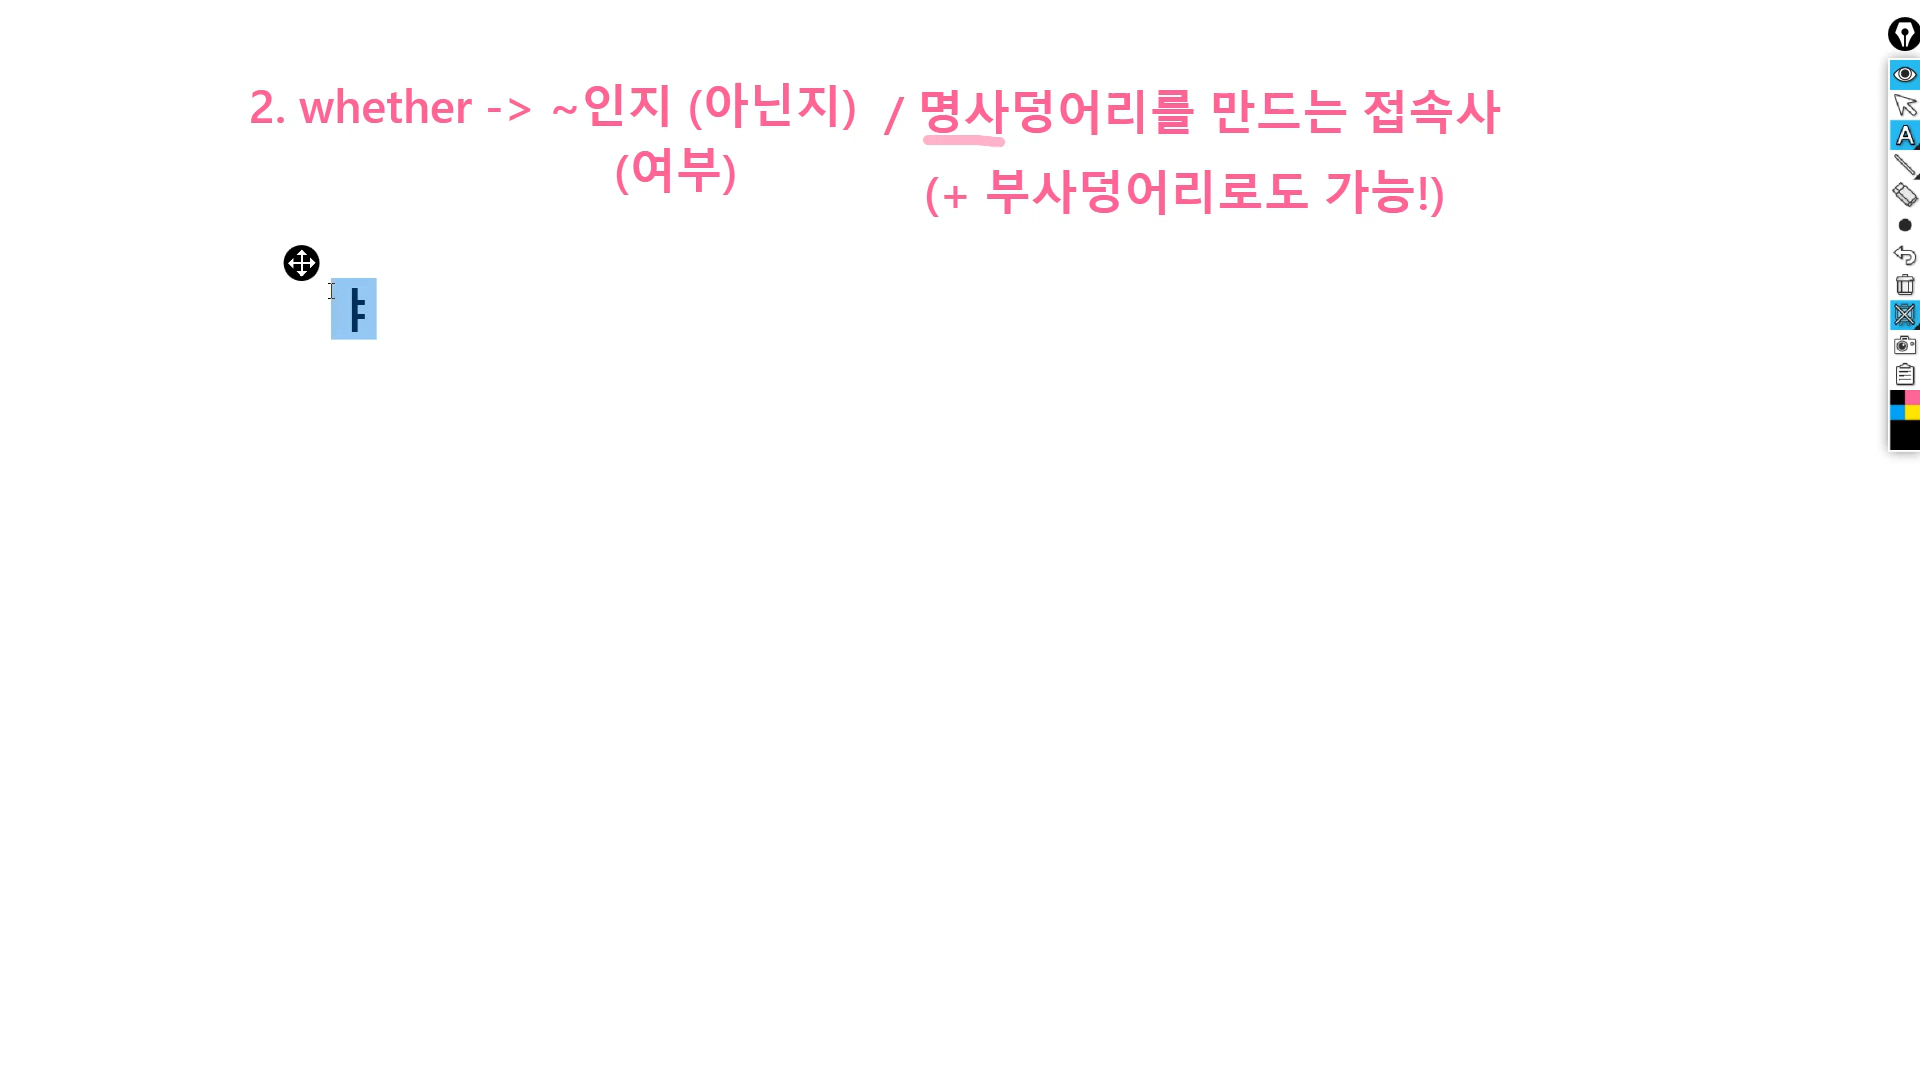 2. whether -> ~인지 (아닌지) / 명사덩어리를 만드는 접속사
(여부)
(+ 부사덩어리로도 가능!)
ㅑ